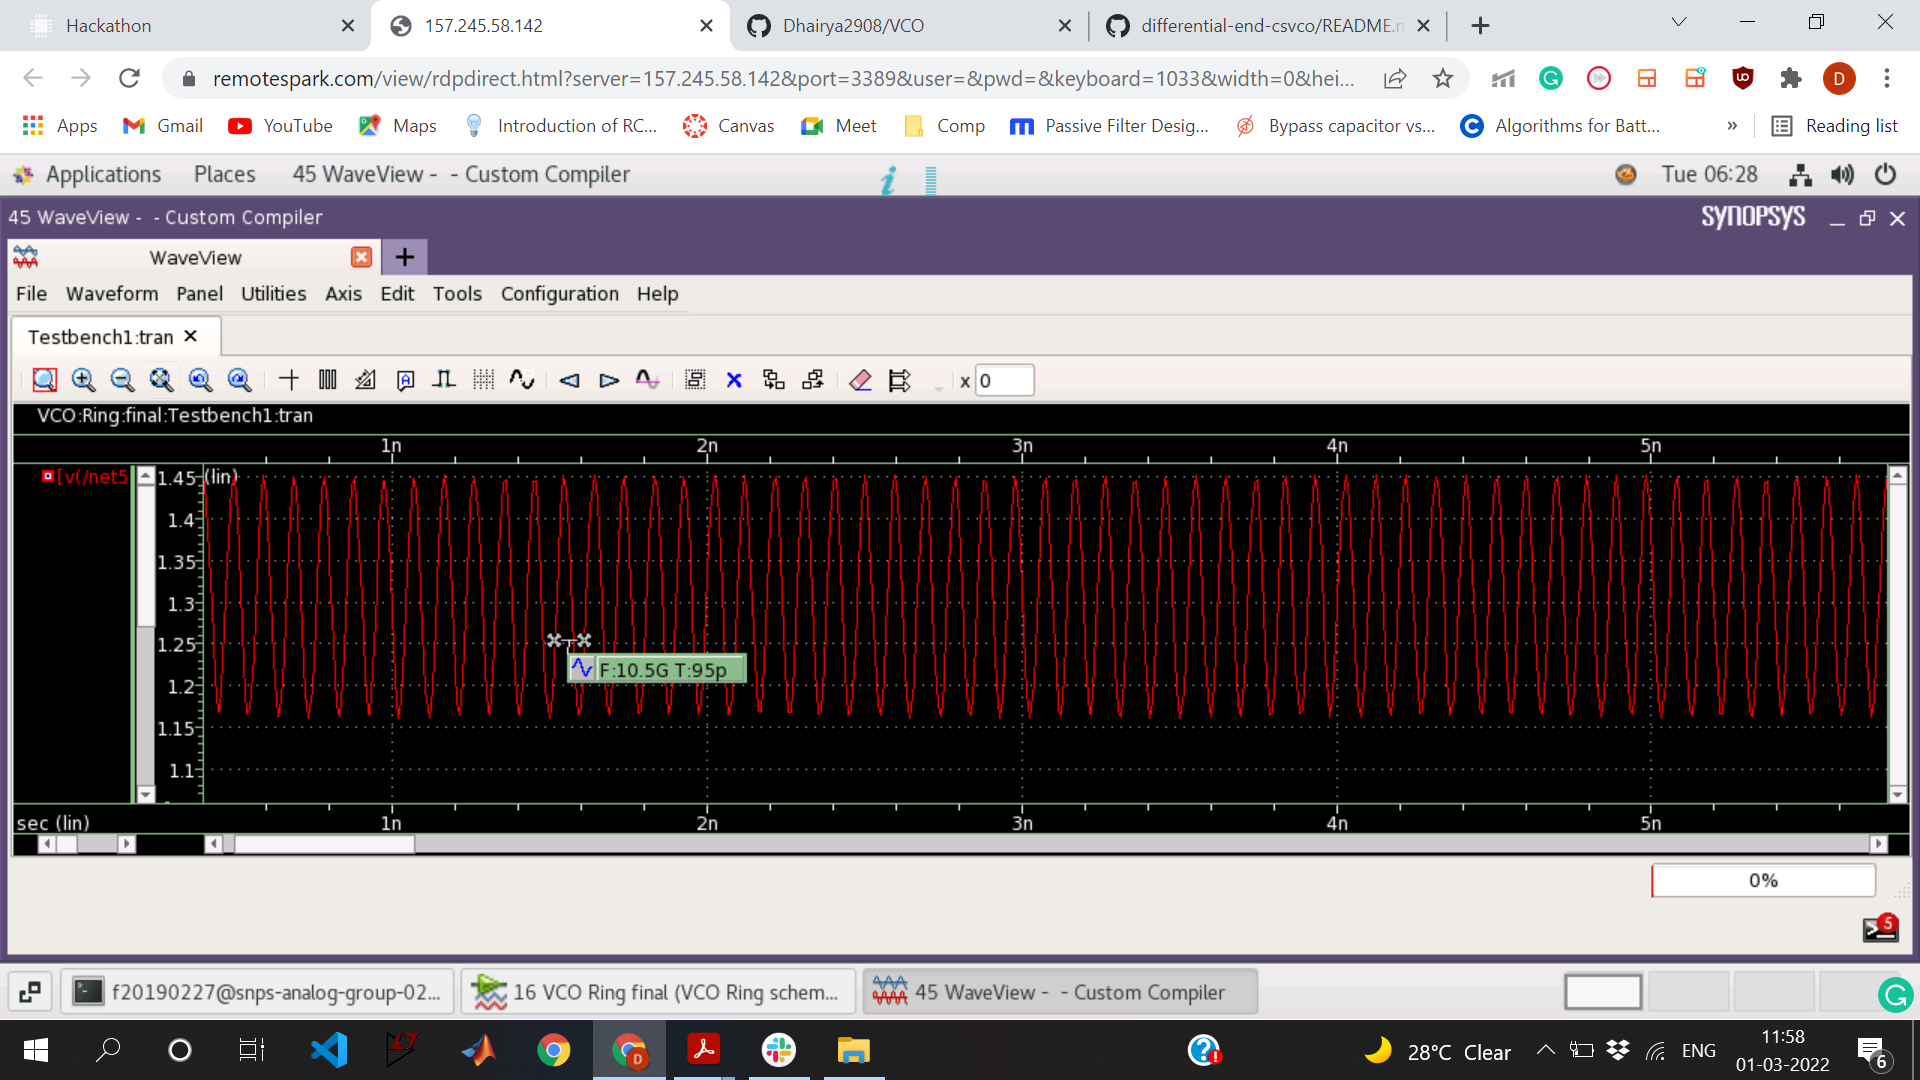 Hackathon
157.245.58.142
Dhairya2908/VCO
differential-end-csvco/README.m
remotespark.com/view/rdpdirect.html?server=157.245.58.142&port=3389&user=&pwd=&keyboard=1033&width=0&hei...
D
Apps
Gmail
YouTube
Maps
Introduction of RC...
Canvas
Meet
Comp
Passive Filter Desig...
Bypass capacitor vs...
Algorithms for Batt...
»
Reading list
Applications Places 45 WaveView - - Custom Compiler
Tue 06:28
45 WaveView - - Custom Compiler
SYNOPSYS
WaveView
File Waveform Panel Utilities Axis Edit Tools Configuration Help
Testbench1:tran
x 0
VCO:Ring:final:Testbench1:tran
1n 2n 3n 4n 5n
[v(/net5
1.45 (lin)
1.4
1.35
1.3
1.25
1.2
1.15
1.1
F:10.5G T:95p
sec (lin)
1n 2n 3n 4n 5n
0%
5
f20190227@snps-analog-group-02...
16 VCO Ring final (VCO Ring schem...
45 WaveView - - Custom Compiler
28°C Clear
ENG
11:58
01-03-2022
6